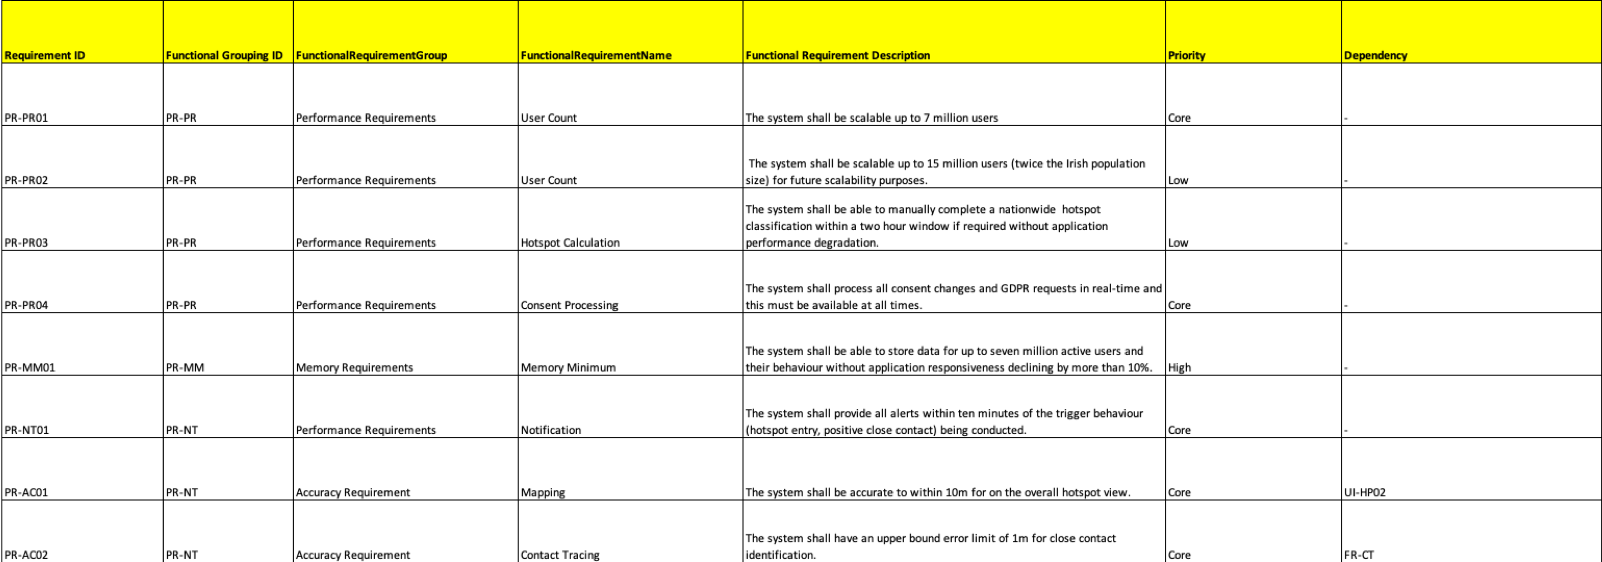 Requirement ID Functional Grouping ID FunctionalRequirementGroup FunctionalRequirementName Functional Requirement Description Priority Dependency
PR-PR01 PR-PR Performance Requirements User Count The system shall be scalable up to 7 million users Core -
The system shall be scalable up to 15 million users (twice the Irish population
PR-PR02 PR-PR Performance Requirements User Count size) for future scalability purposes. Low -
The system shall be able to manually complete a nationwide hotspot
classification within a two hour window if required without application
PR-PR03 PR-PR Performance Requirements Hotspot Calculation performance degradation. Low -
The system shall process all consent changes and GDPR requests in real-time and
PR-PR04 PR-PR Performance Requirements Consent Processing this must be available at all times. Core -
The system shall be able to store data for up to seven million active users and
PR-MM01 PR-MM Memory Requirements Memory Minimum their behaviour without application responsiveness declining by more than 10%. High -
The system shall provide all alerts within ten minutes of the trigger behaviour
PR-NT01 PR-NT Performance Requirements Notification (hotspot entry, positive close contact) being conducted. Core -
PR-AC01 PR-NT Accuracy Requirement Mapping The system shall be accurate to within 10m for on the overall hotspot view. Core UI-HP02
The system shall have an upper bound error limit of 1m for close contact
PR-AC02 PR-NT Accuracy Requirement Contact Tracing identification. Core FR-CT